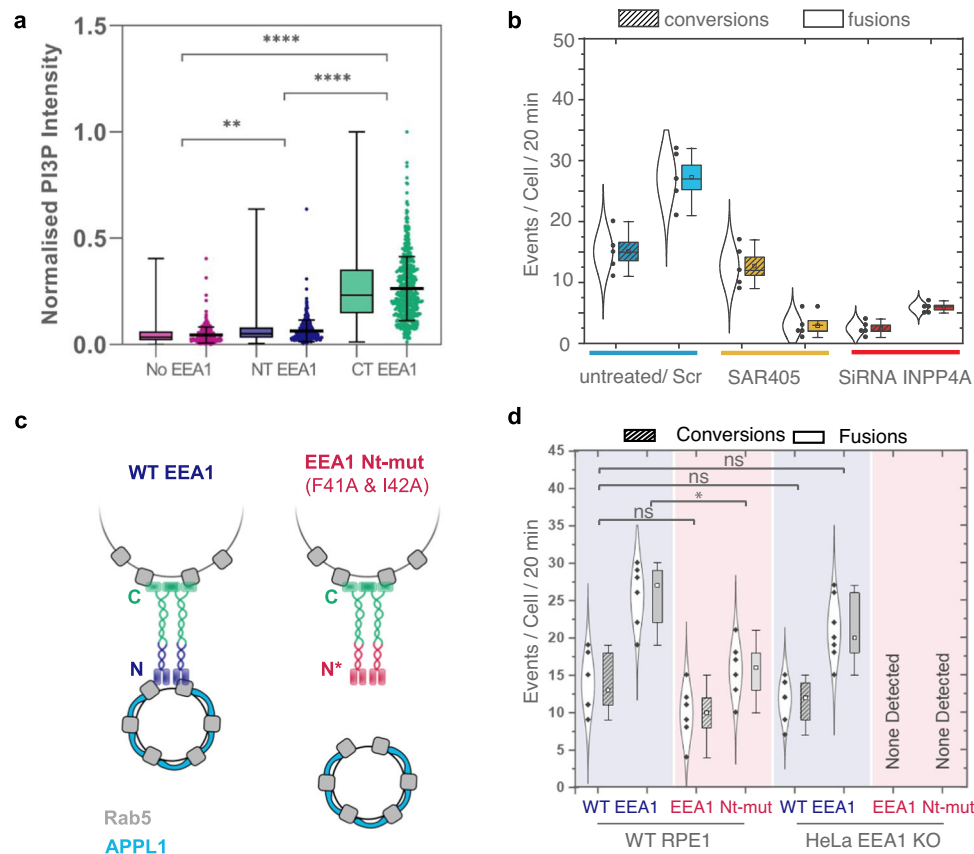 a
Normalised PI3P Intensity
1.5
1.0
0.5
0.0
****
****
**
No EEA1
NT EEA1
CT EEA1
b
conversions
fusions
Events / Cell / 20 min
50
40
30
20
10
0
untreated/ Scr
SAR405
SiRNA INPP4A
c
WT EEA1
EEA1 Nt-mut
(F41A & I42A)
C
N
N*
Rab5
APPL1
d
Conversions
Fusions
Events / Cell / 20 min
45
40
35
30
25
20
15
10
5
0
ns
ns
*
ns
None Detected
None Detected
WT EEA1
EEA1 Nt-mut
WT EEA1
EEA1 Nt-mut
WT RPE1
HeLa EEA1 KO